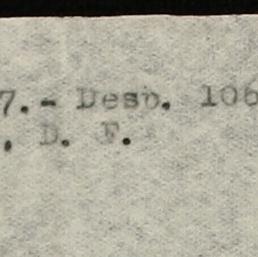 7.- Desp. 106
, D. F.